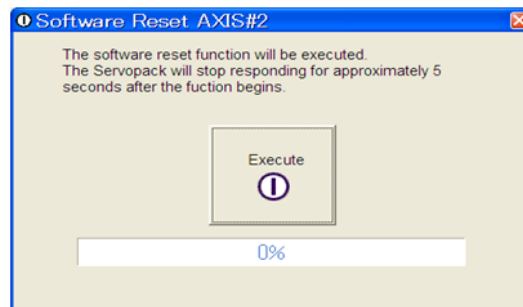 Software Reset AXIS#2
The software reset function will be executed.
The Servopack will stop responding for approximately 5
seconds after the fuction begins.
Execute
0%